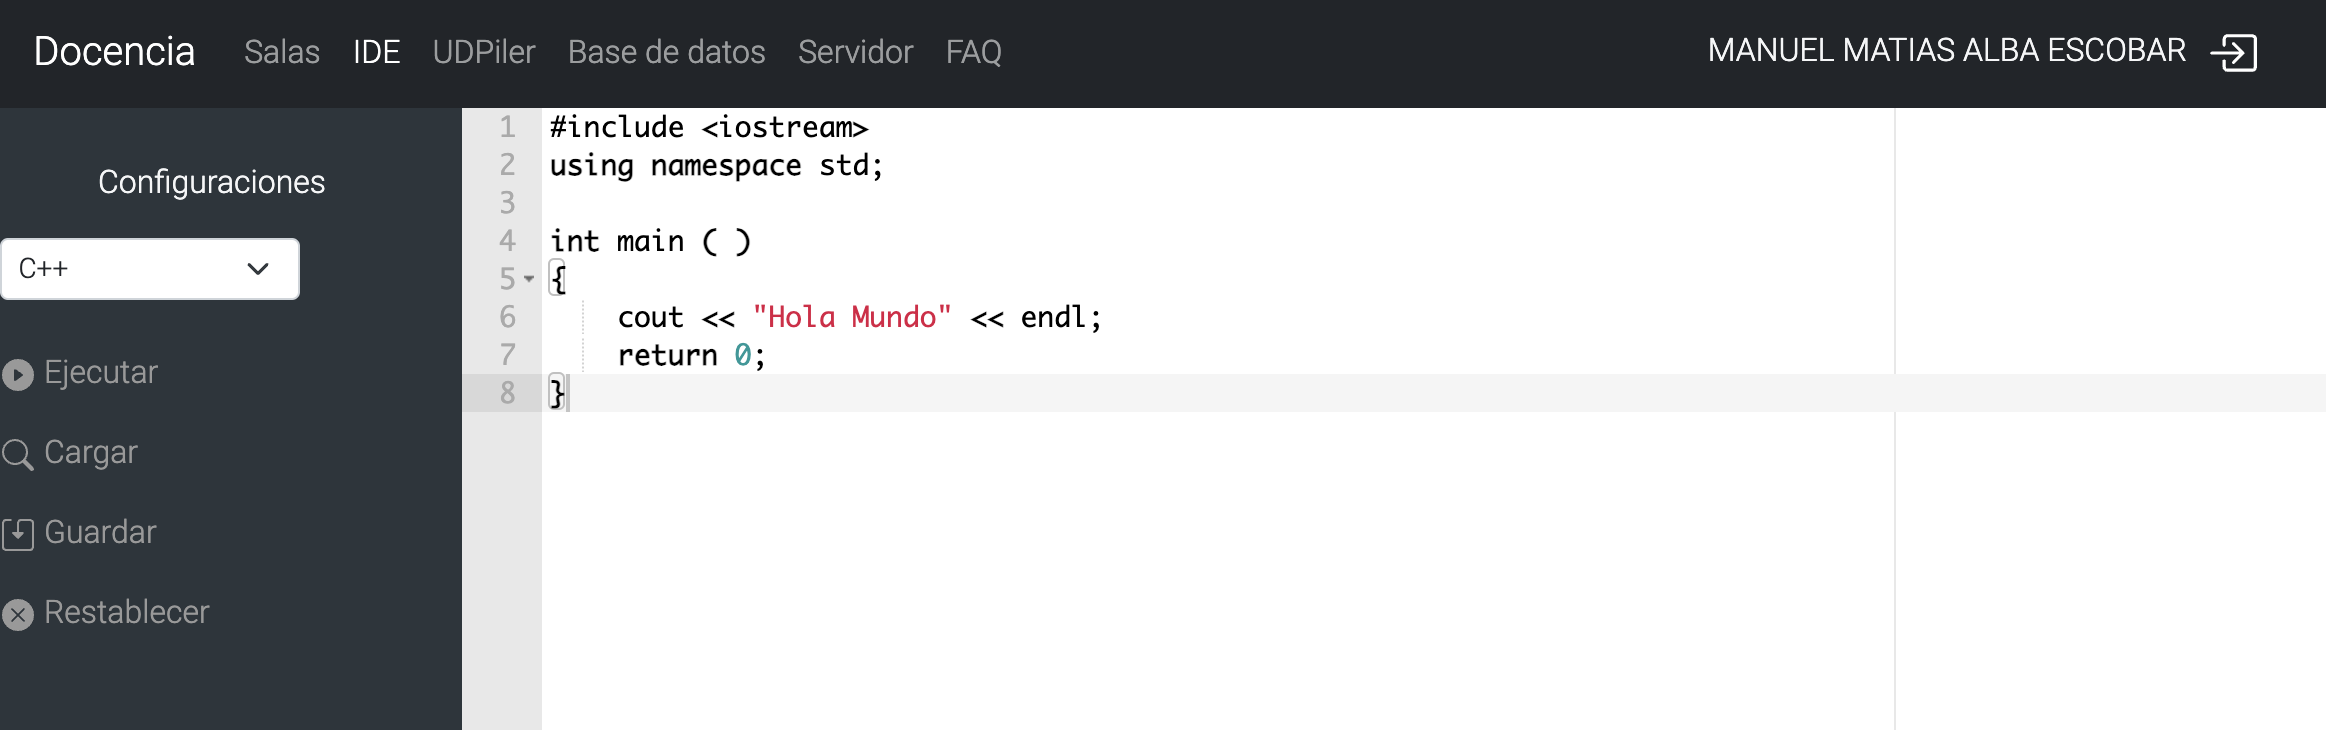 Docencia Salas IDE UDPiler Base de datos Servidor FAQ MANUEL MATIAS ALBA ESCOBAR
Configuraciones
C++
Ejecutar
Cargar
Guardar
Restablecer
1 #include <iostream>
2 using namespace std;
3
4 int main ( )
5 {
6     cout << "Hola Mundo" << endl;
7     return 0;
8 }